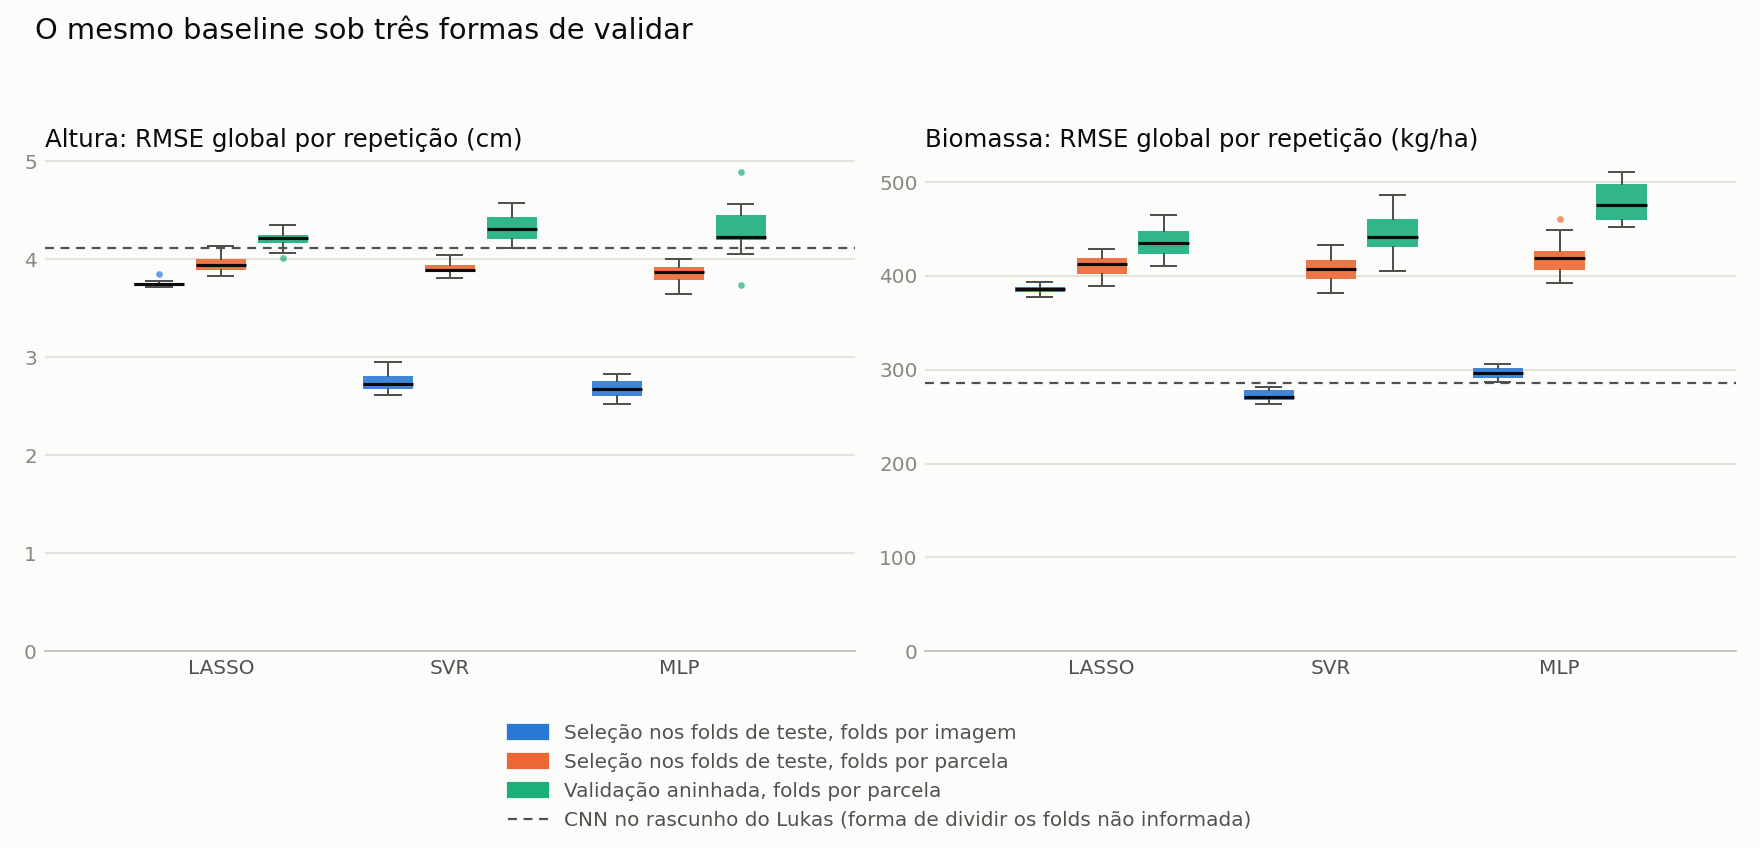 O mesmo baseline sob três formas de validar
Altura: RMSE global por repetição (cm)
5
4
3
2
1
0
LASSO SVR MLP
Biomassa: RMSE global por repetição (kg/ha)
500
400
300
200
100
0
LASSO SVR MLP
Seleção nos folds de teste, folds por imagem
Seleção nos folds de teste, folds por parcela
Validação aninhada, folds por parcela
CNN no rascunho do Lukas (forma de dividir os folds não informada)